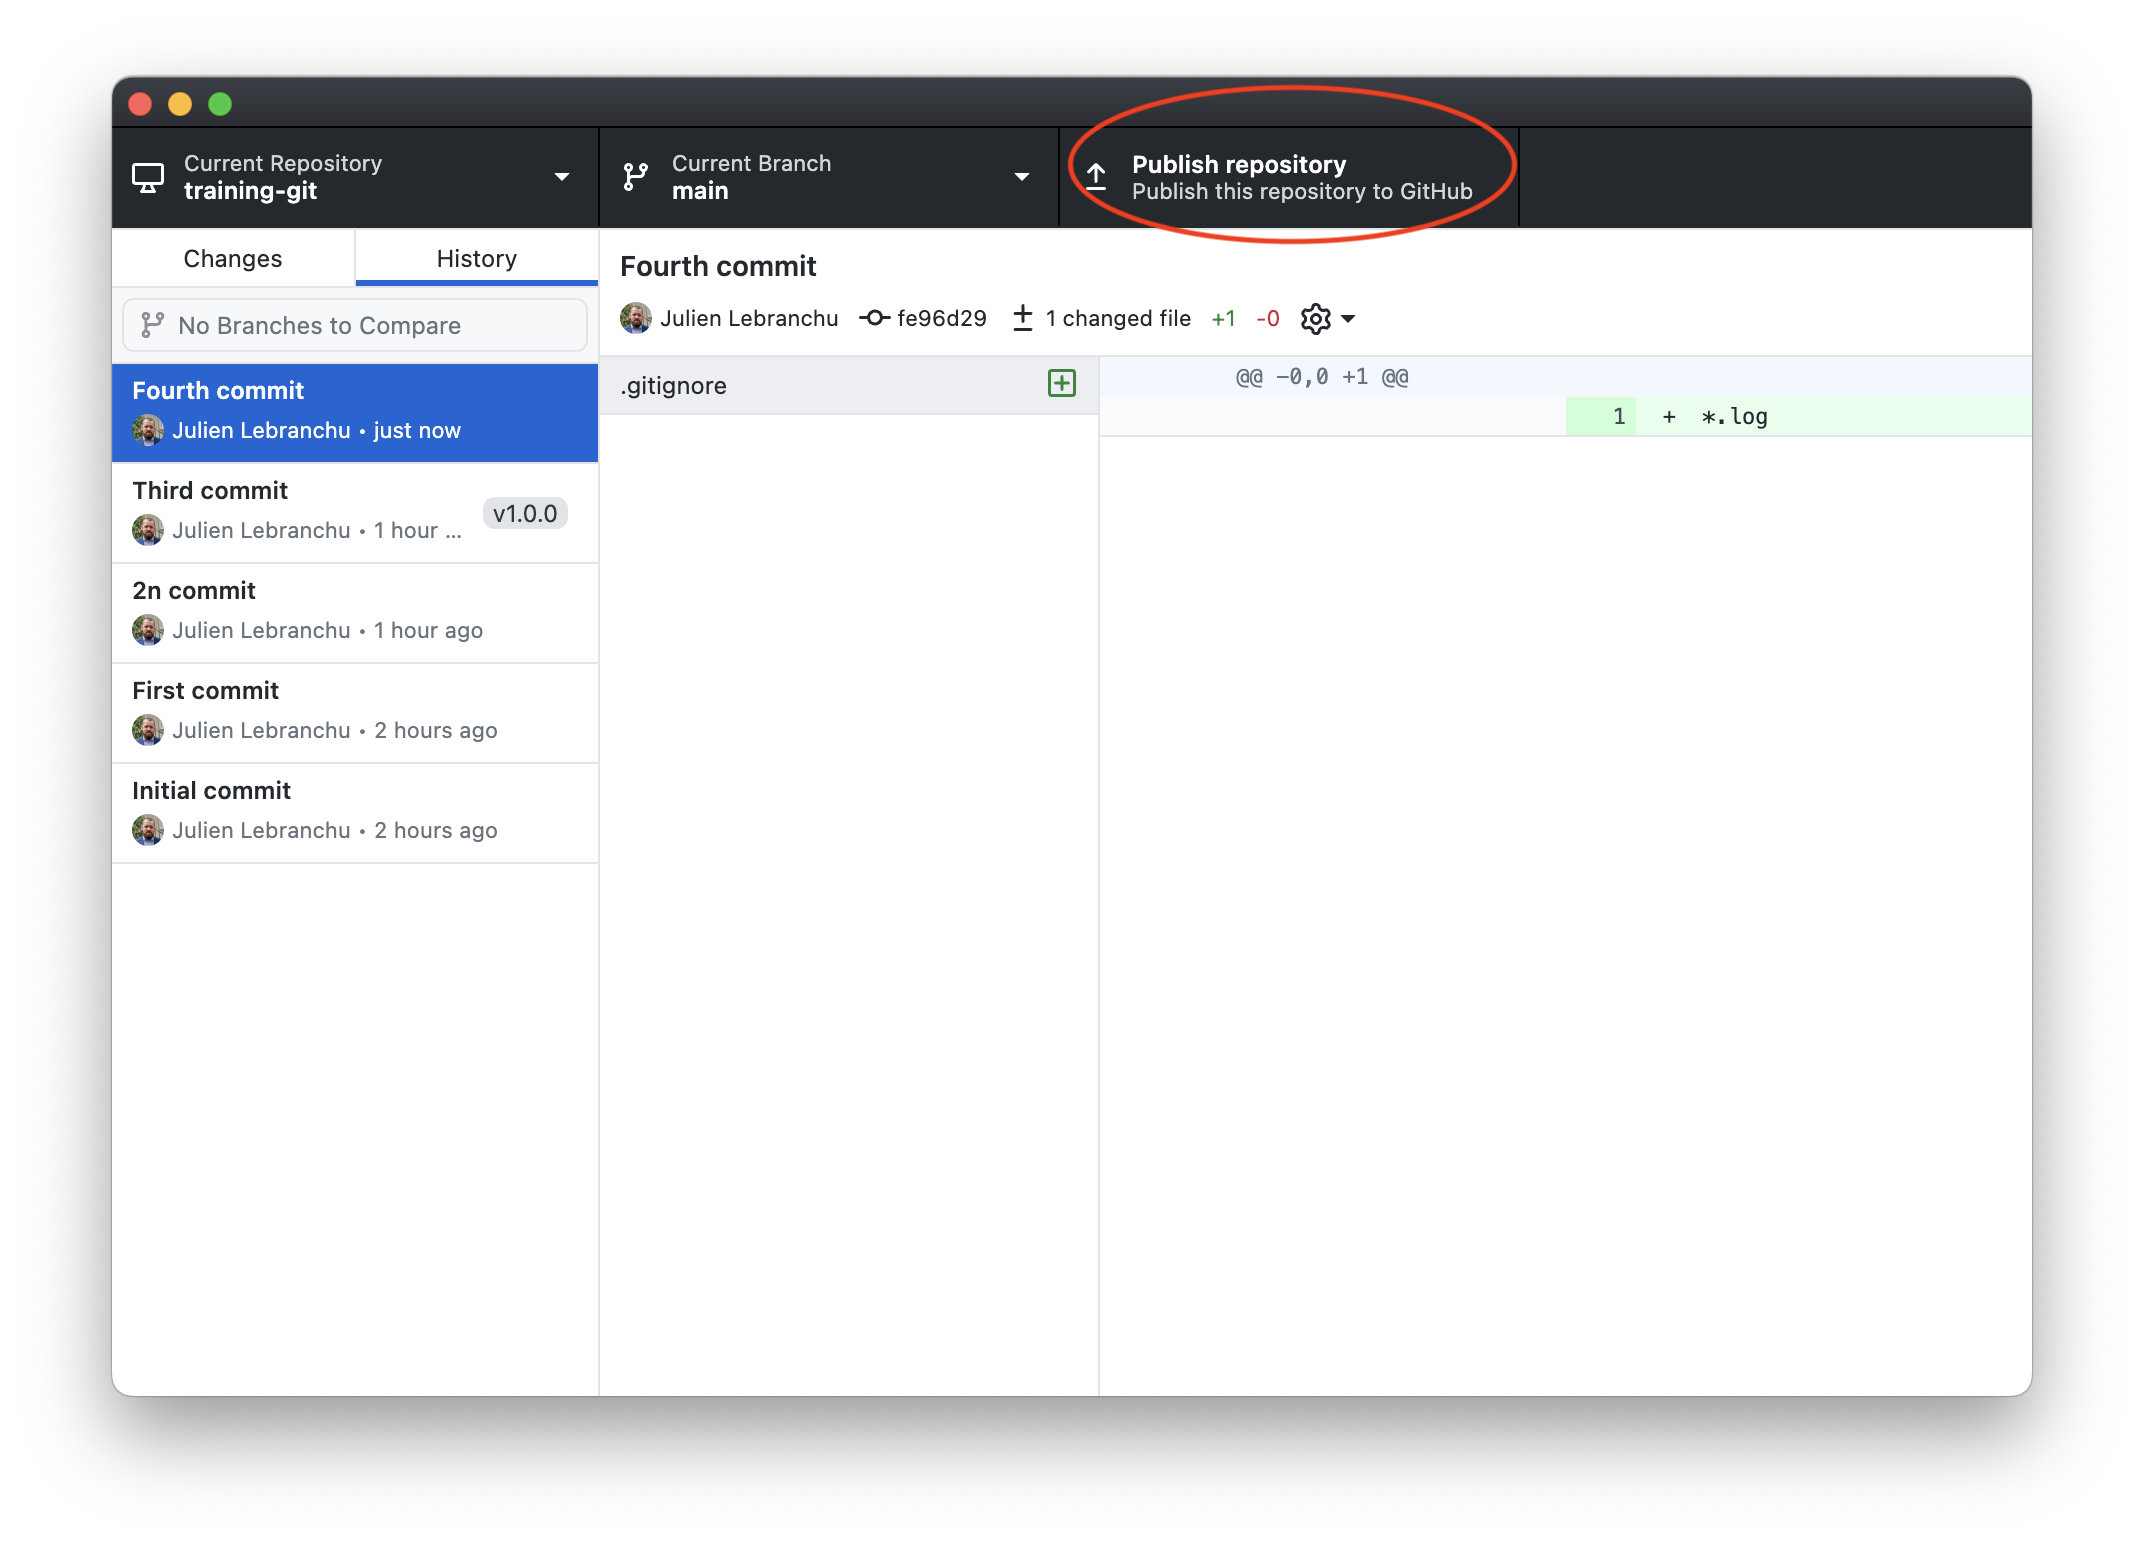 Current Repository
training-git
Current Branch
main
Publish repository
Publish this repository to GitHub
Changes
History
No Branches to Compare
Fourth commit
Julien Lebranchu • just now
Third commit
Julien Lebranchu • 1 hour ...
v1.0.0
2n commit
Julien Lebranchu • 1 hour ago
First commit
Julien Lebranchu • 2 hours ago
Initial commit
Julien Lebranchu • 2 hours ago
Fourth commit
Julien Lebranchu fe96d29 1 changed file +1 -0
.gitignore
@@ -0,0 +1 @@
1 + *.log